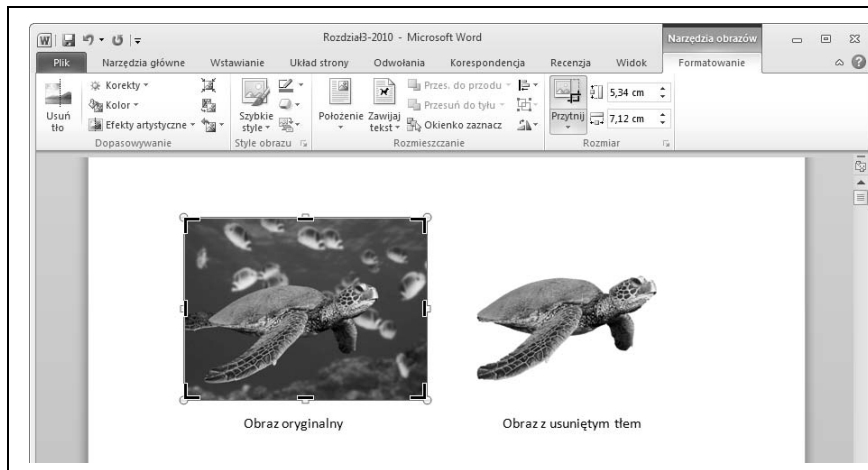 W
Rozdział3-2010 - Microsoft Word
Narzędzia obrazów
Plik Narzędzia główne Wstawianie Układ strony Odwołania Korespondencja Recenzja Widok Formatowanie
Usuń tło
Korekty
Kolor
Efekty artystyczne
Dopasowywanie
Szybkie style
Style obrazu
Położenie
Zawijaj tekst
Przes. do przodu
Przesuń do tyłu
Okienko zaznacz
Rozmieszczanie
Przytnij
5,34 cm
7,12 cm
Rozmiar
Obraz oryginalny
Obraz z usuniętym tłem